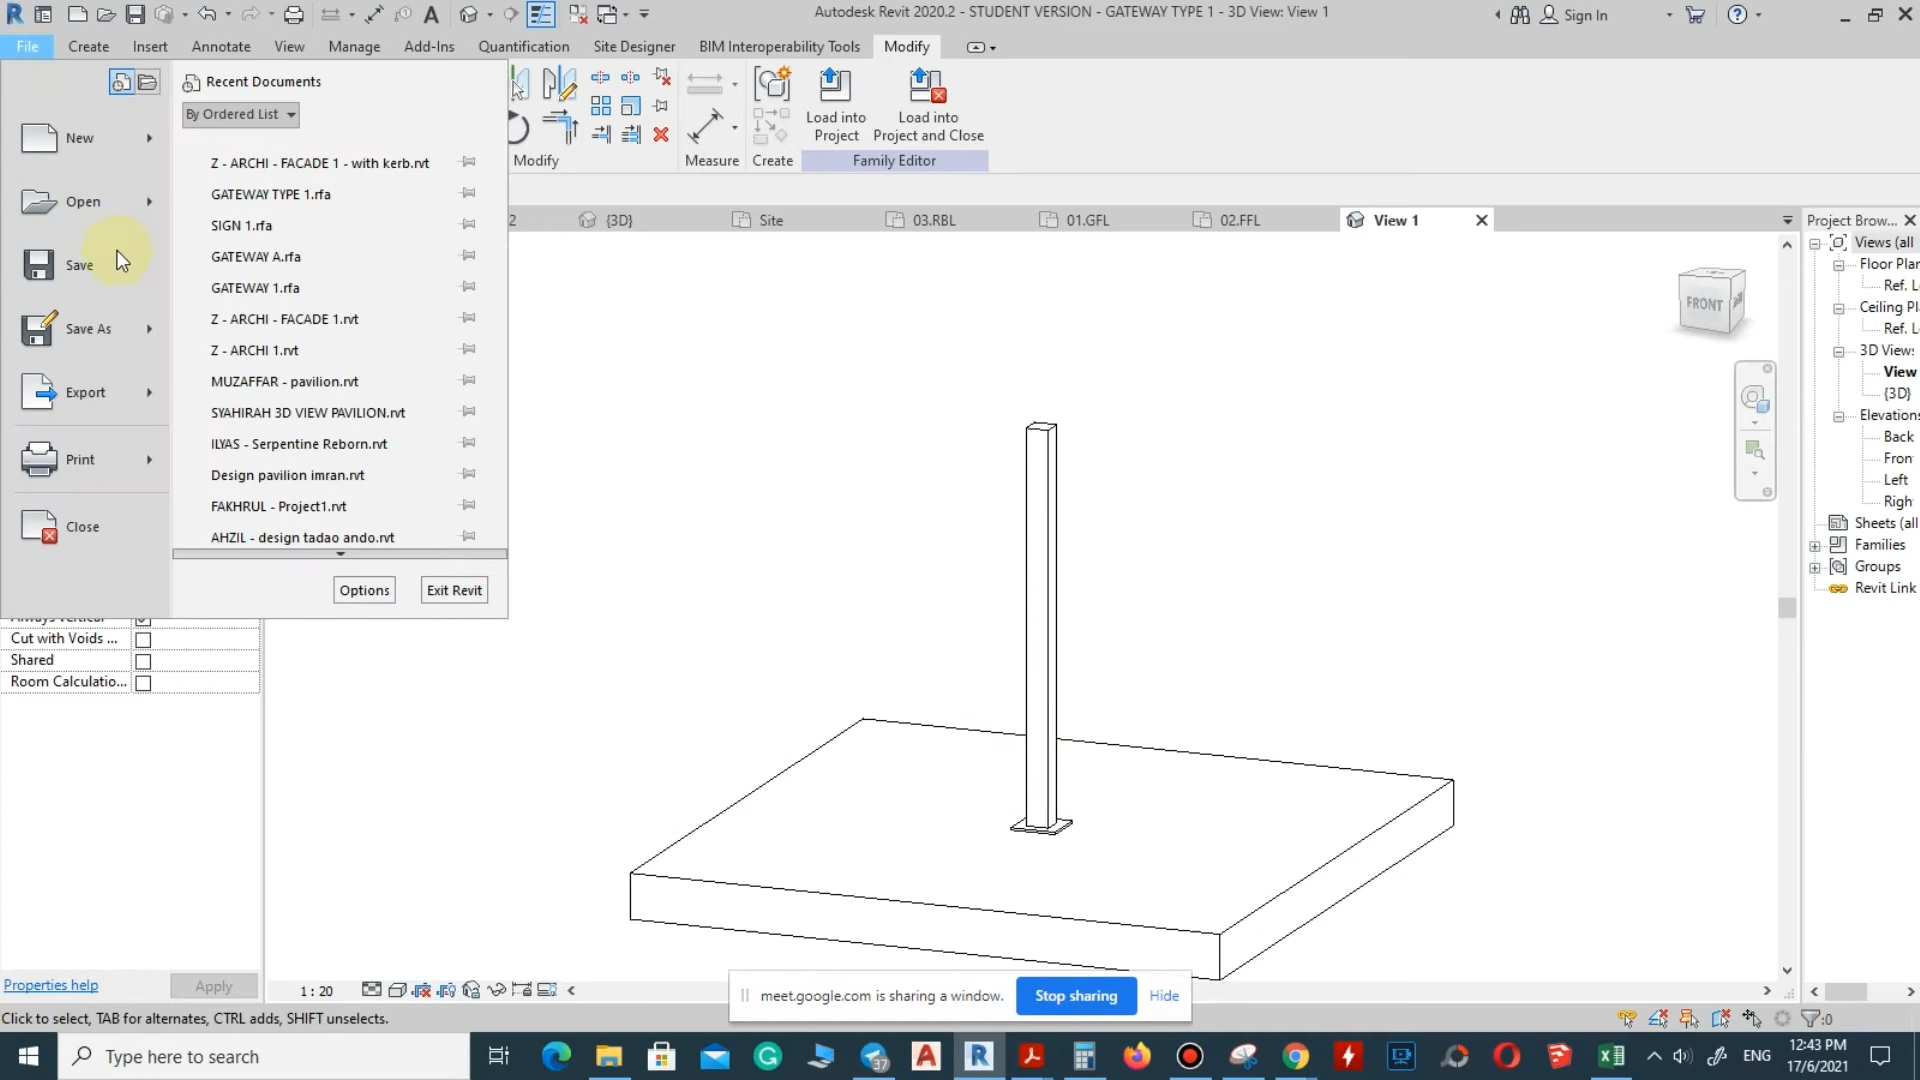 Autodesk Revit 2020.2 - STUDENT VERSION - GATEWAY TYPE 1 - 3D View: View 1
Sign In
File
Create
Insert
Annotate
View
Manage
Add-Ins
Quantification
Site Designer
BIM Interoperability Tools
Modify
Recent Documents
By Ordered List
New
Open
Save
Save As
Export
Print
Close
Z - ARCHI - FACADE 1 - with kerb.rvt
GATEWAY TYPE 1.rfa
SIGN 1.rfa
GATEWAY A.rfa
GATEWAY 1.rfa
Z - ARCHI - FACADE 1.rvt
Z - ARCHI 1.rvt
MUZAFFAR - pavilion.rvt
SYAHIRAH 3D VIEW PAVILION.rvt
ILYAS - Serpentine Reborn.rvt
Design pavilion imran.rvt
FAKHRUL - Project1.rvt
AHZIL - design tadao ando.rvt
Options
Exit Revit
Load into
Project
Load into
Project and Close
Modify
Measure
Create
Family Editor
2
{3D}
Site
03.RBL
01.GFL
02.FFL
View 1
FRONT
Project Brow...
Views (all
Floor Plan
Ref. L
Ceiling Pl
Ref. L
3D Views
View
{3D}
Elevations
Back
Fron
Left
Righ
Sheets (all
Families
Groups
Revit Link
Always vertical
Cut with Voids ...
Shared
Room Calculatio...
Properties help
Apply
1 : 20
meet.google.com is sharing a window.
Stop sharing
Hide
Click to select, TAB for alternates, CTRL adds, SHIFT unselects.
:0
Type here to search
37
ENG
12:43 PM
17/6/2021